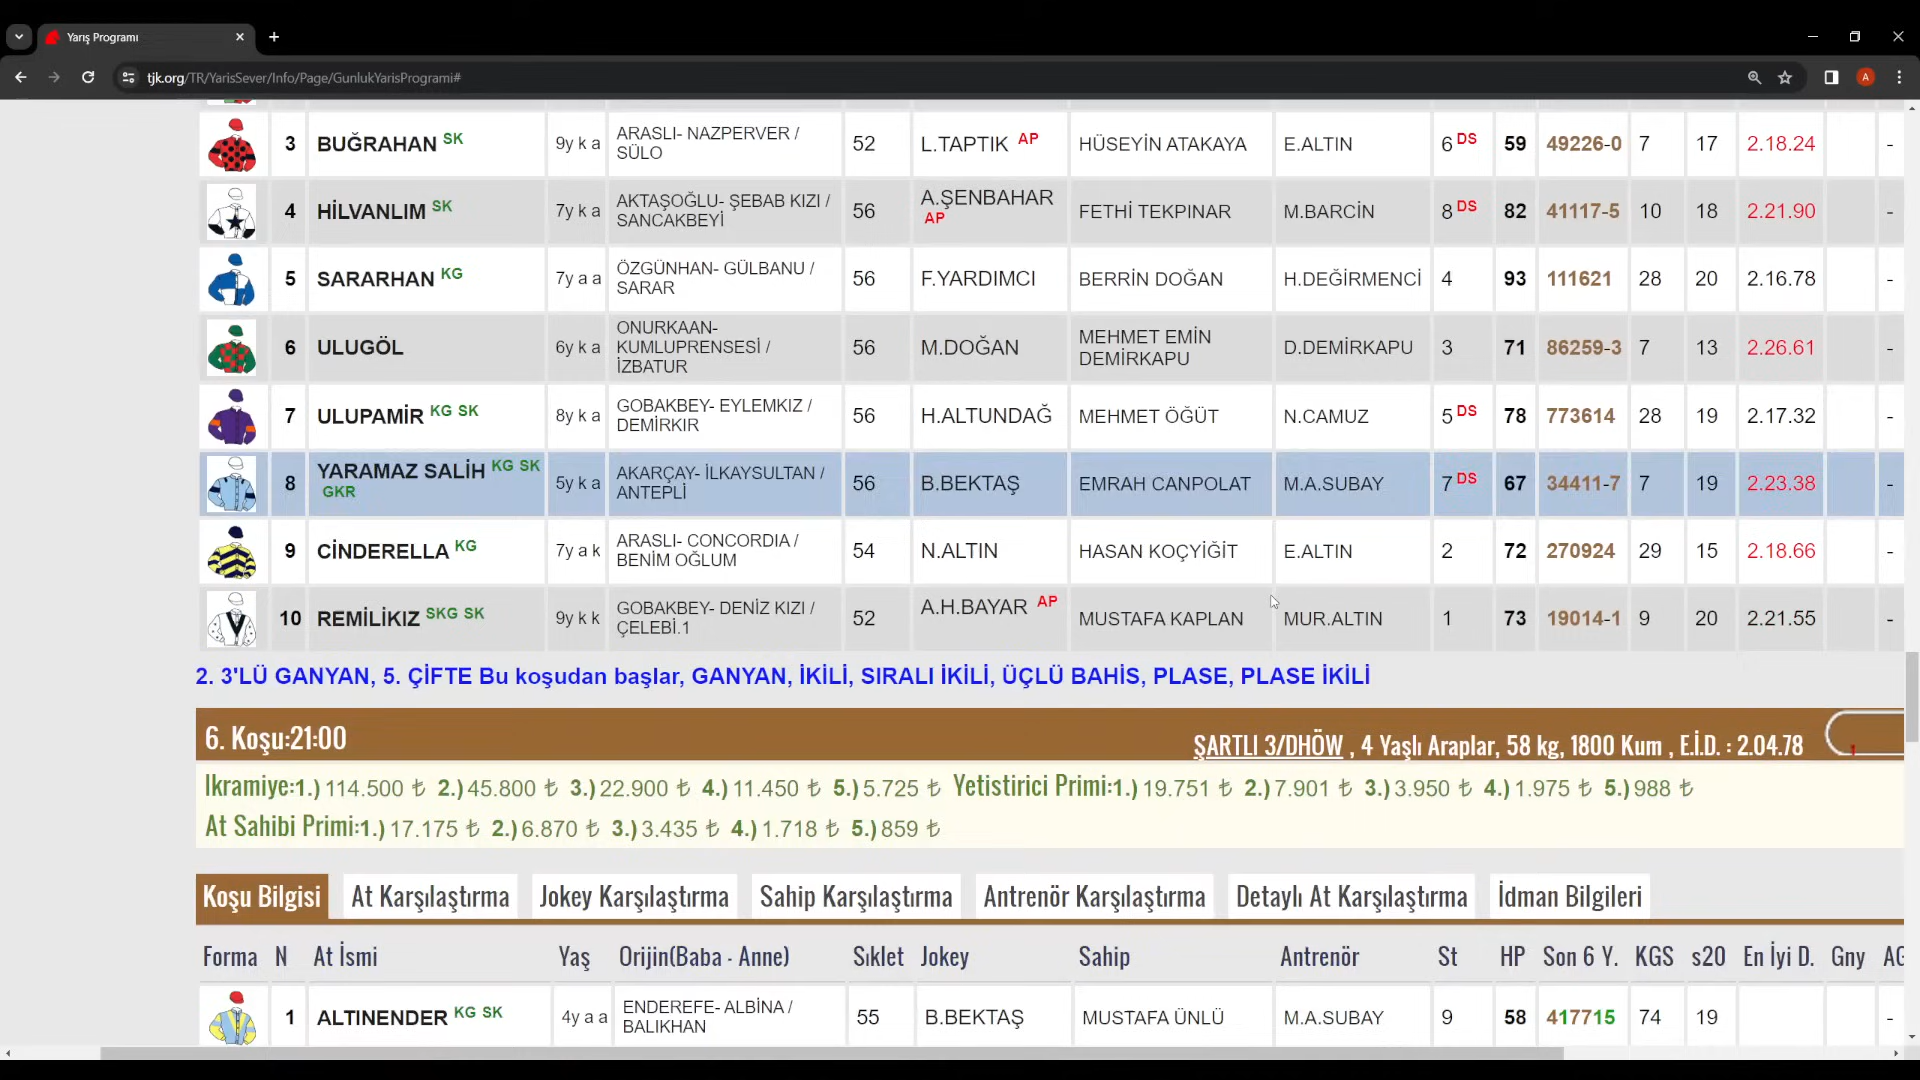 Yarış Programı
tjk.org/TR/YarisSever/Info/Page/GunlukYarisProgrami#
A
3 BUĞRAHAN SK 9y k a ARASLI- NAZPERVER / SÜLO 52 L.TAPTIK AP HÜSEYİN ATAKAYA E.ALTIN 6 DS 59 49226-0 7 17 2.18.24 -
4 HİLVANLIM SK 7y k a AKTAŞOĞLU- ŞEBAB KIZI / SANCAKBEYİ 56 A.ŞENBAHAR AP FETHİ TEKPINAR M.BARCİN 8 DS 82 41117-5 10 18 2.21.90 -
5 SARARHAN KG 7y a a ÖZGÜNHAN- GÜLBANU / SARAR 56 F.YARDIMCI BERRİN DOĞAN H.DEĞİRMENCİ 4 93 111621 28 20 2.16.78 -
6 ULUGÖL 6y k a ONURKAAN- KUMLUPRENSESİ / İZBATUR 56 M.DOĞAN MEHMET EMİN DEMİRKAPU D.DEMİRKAPU 3 71 86259-3 7 13 2.26.61 -
7 ULUPAMİR KG SK 8y k a GOBAKBEY- EYLEMKIZ / DEMİRKIR 56 H.ALTUNDAĞ MEHMET ÖĞÜT N.CAMUZ 5 DS 78 773614 28 19 2.17.32 -
8 YARAMAZ SALİH KG SK GKR 5y k a AKARÇAY- İLKAYSULTAN / ANTEPLİ 56 B.BEKTAŞ EMRAH CANPOLAT M.A.SUBAY 7 DS 67 34411-7 7 19 2.23.38 -
9 CİNDERELLA KG 7y a k ARASLI- CONCORDIA / BENİM OĞLUM 54 N.ALTIN HASAN KOÇYİĞİT E.ALTIN 2 72 270924 29 15 2.18.66 -
10 REMİLİKIZ SKG SK 9y k k GOBAKBEY- DENİZ KIZI / ÇELEBİ.1 52 A.H.BAYAR AP MUSTAFA KAPLAN MUR.ALTIN 1 73 19014-1 9 20 2.21.55 -
2. 3'LÜ GANYAN, 5. ÇİFTE Bu koşudan başlar, GANYAN, İKİLİ, SIRALI İKİLİ, ÜÇLÜ BAHİS, PLASE, PLASE İKİLİ
6. Koşu:21:00 ŞARTLI 3/DHÖW , 4 Yaşlı Araplar, 58 kg, 1800 Kum , E.İ.D. : 2.04.78
Ikramiye:1.) 114.500 ₺ 2.) 45.800 ₺ 3.) 22.900 ₺ 4.) 11.450 ₺ 5.) 5.725 ₺ Yetistirici Primi:1.) 19.751 ₺ 2.) 7.901 ₺ 3.) 3.950 ₺ 4.) 1.975 ₺ 5.) 988 ₺
At Sahibi Primi:1.) 17.175 ₺ 2.) 6.870 ₺ 3.) 3.435 ₺ 4.) 1.718 ₺ 5.) 859 ₺
Koşu Bilgisi At Karşılaştırma Jokey Karşılaştırma Sahip Karşılaştırma Antrenör Karşılaştırma Detaylı At Karşılaştırma İdman Bilgileri
Forma N At İsmi Yaş Orijin(Baba - Anne) Sıklet Jokey Sahip Antrenör St HP Son 6 Y. KGS s20 En İyi D. Gny
1 ALTINENDER KG SK 4y a a ENDEREFE- ALBİNA / BALIKHAN 55 B.BEKTAŞ MUSTAFA ÜNLÜ M.A.SUBAY 9 58 417715 74 19 -